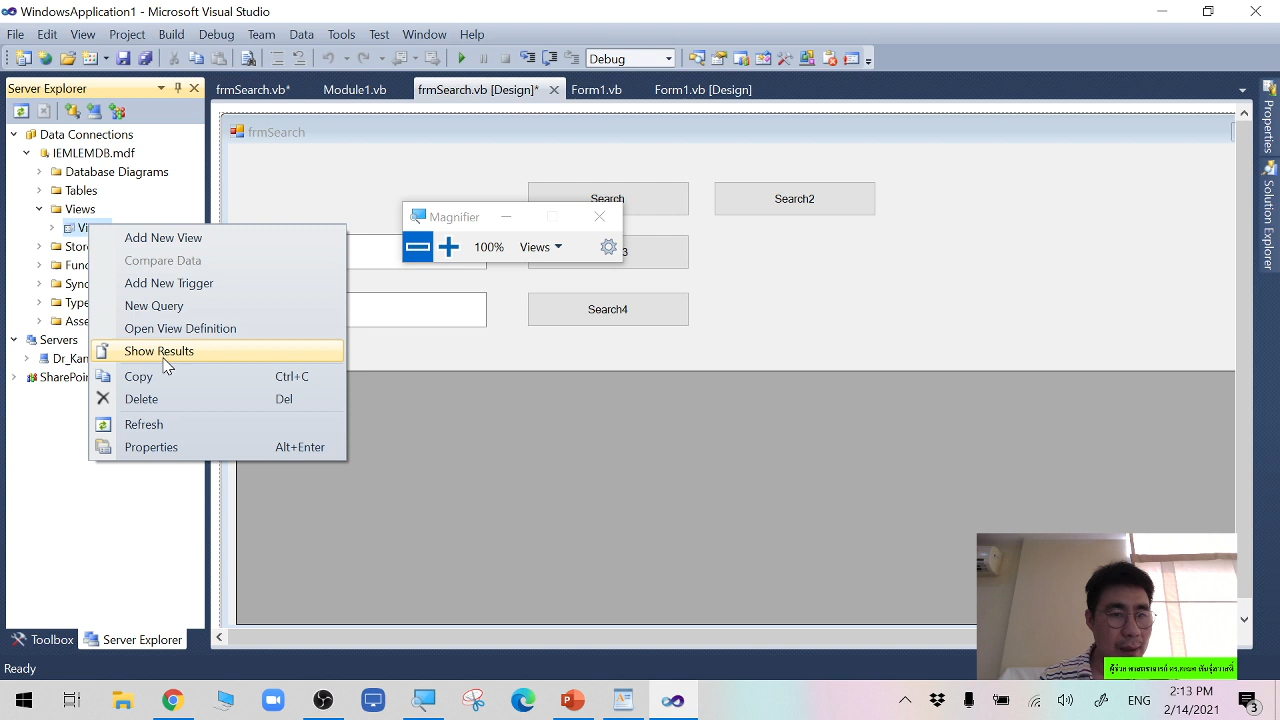 WindowsApplication1 - Microsoft Visual Studio
File Edit View Project Build Debug Team Data Tools Test Window Help
Debug
Server Explorer
frmSearch.vb* Module1.vb frmSearch.vb [Design]* Form1.vb Form1.vb [Design]
Properties
Solution Explorer
Data Connections
IEMLEMDB.mdf
Database Diagrams
Tables
Views
frmSearch
Search Search2
Magnifier
100% Views
3
Search4
Add New View
Compare Data
Add New Trigger
New Query
Open View Definition
Show Results
Copy Ctrl+C
Delete Del
Refresh
Properties Alt+Enter
Servers
Toolbox Server Explorer
Ready
ENG
2:13 PM
2/14/2021
3